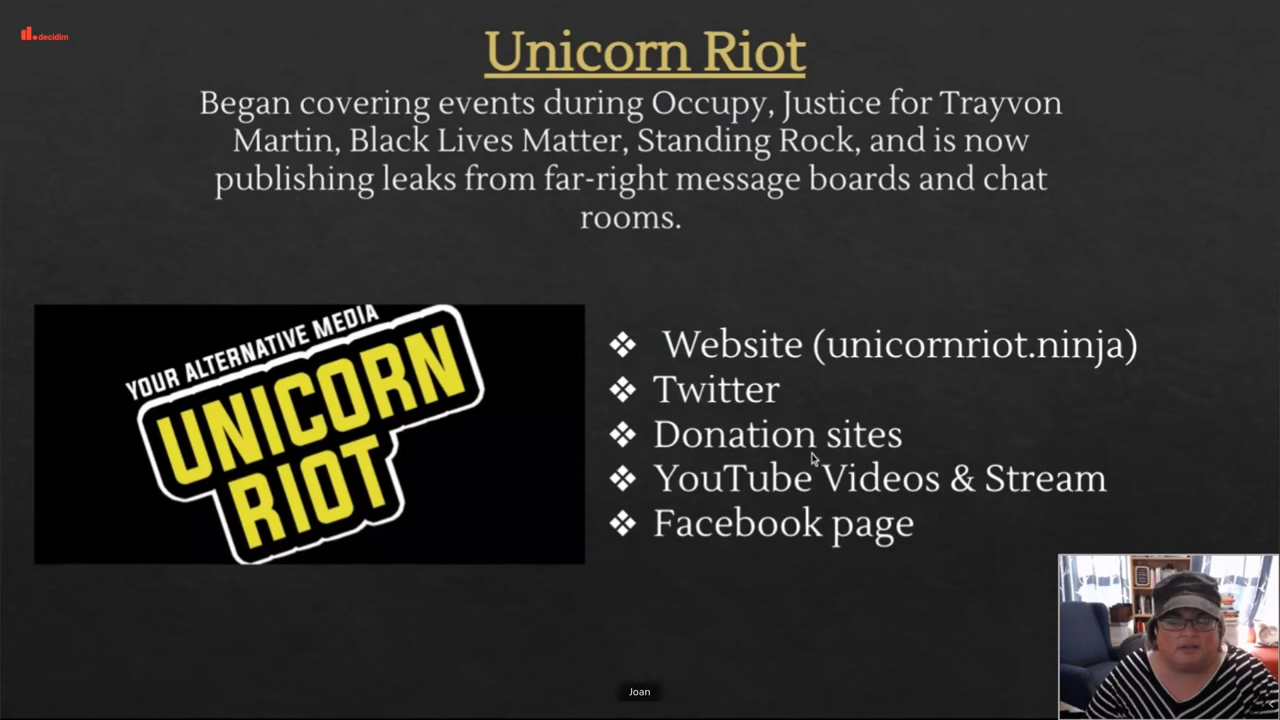 decidim
Unicorn Riot
Began covering events during Occupy, Justice for Trayvon
Martin, Black Lives Matter, Standing Rock, and is now
publishing leaks from far-right message boards and chat
rooms.
YOUR ALTERNATIVE MEDIA
UNICORN
RIOT
❖ Website (unicornriot.ninja)
❖ Twitter
❖ Donation sites
❖ YouTube Videos & Stream
❖ Facebook page
Joan